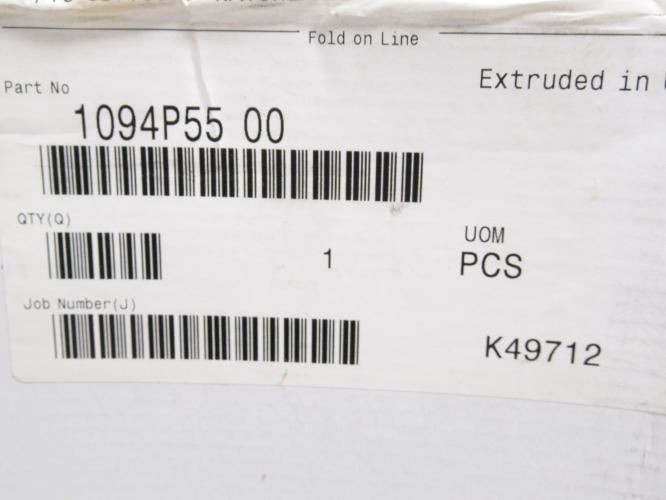 Fold on Line
Extruded in
Part No
1094P55 00
QTY(Q)
1
UOM
PCS
Job Number(J)
K49712